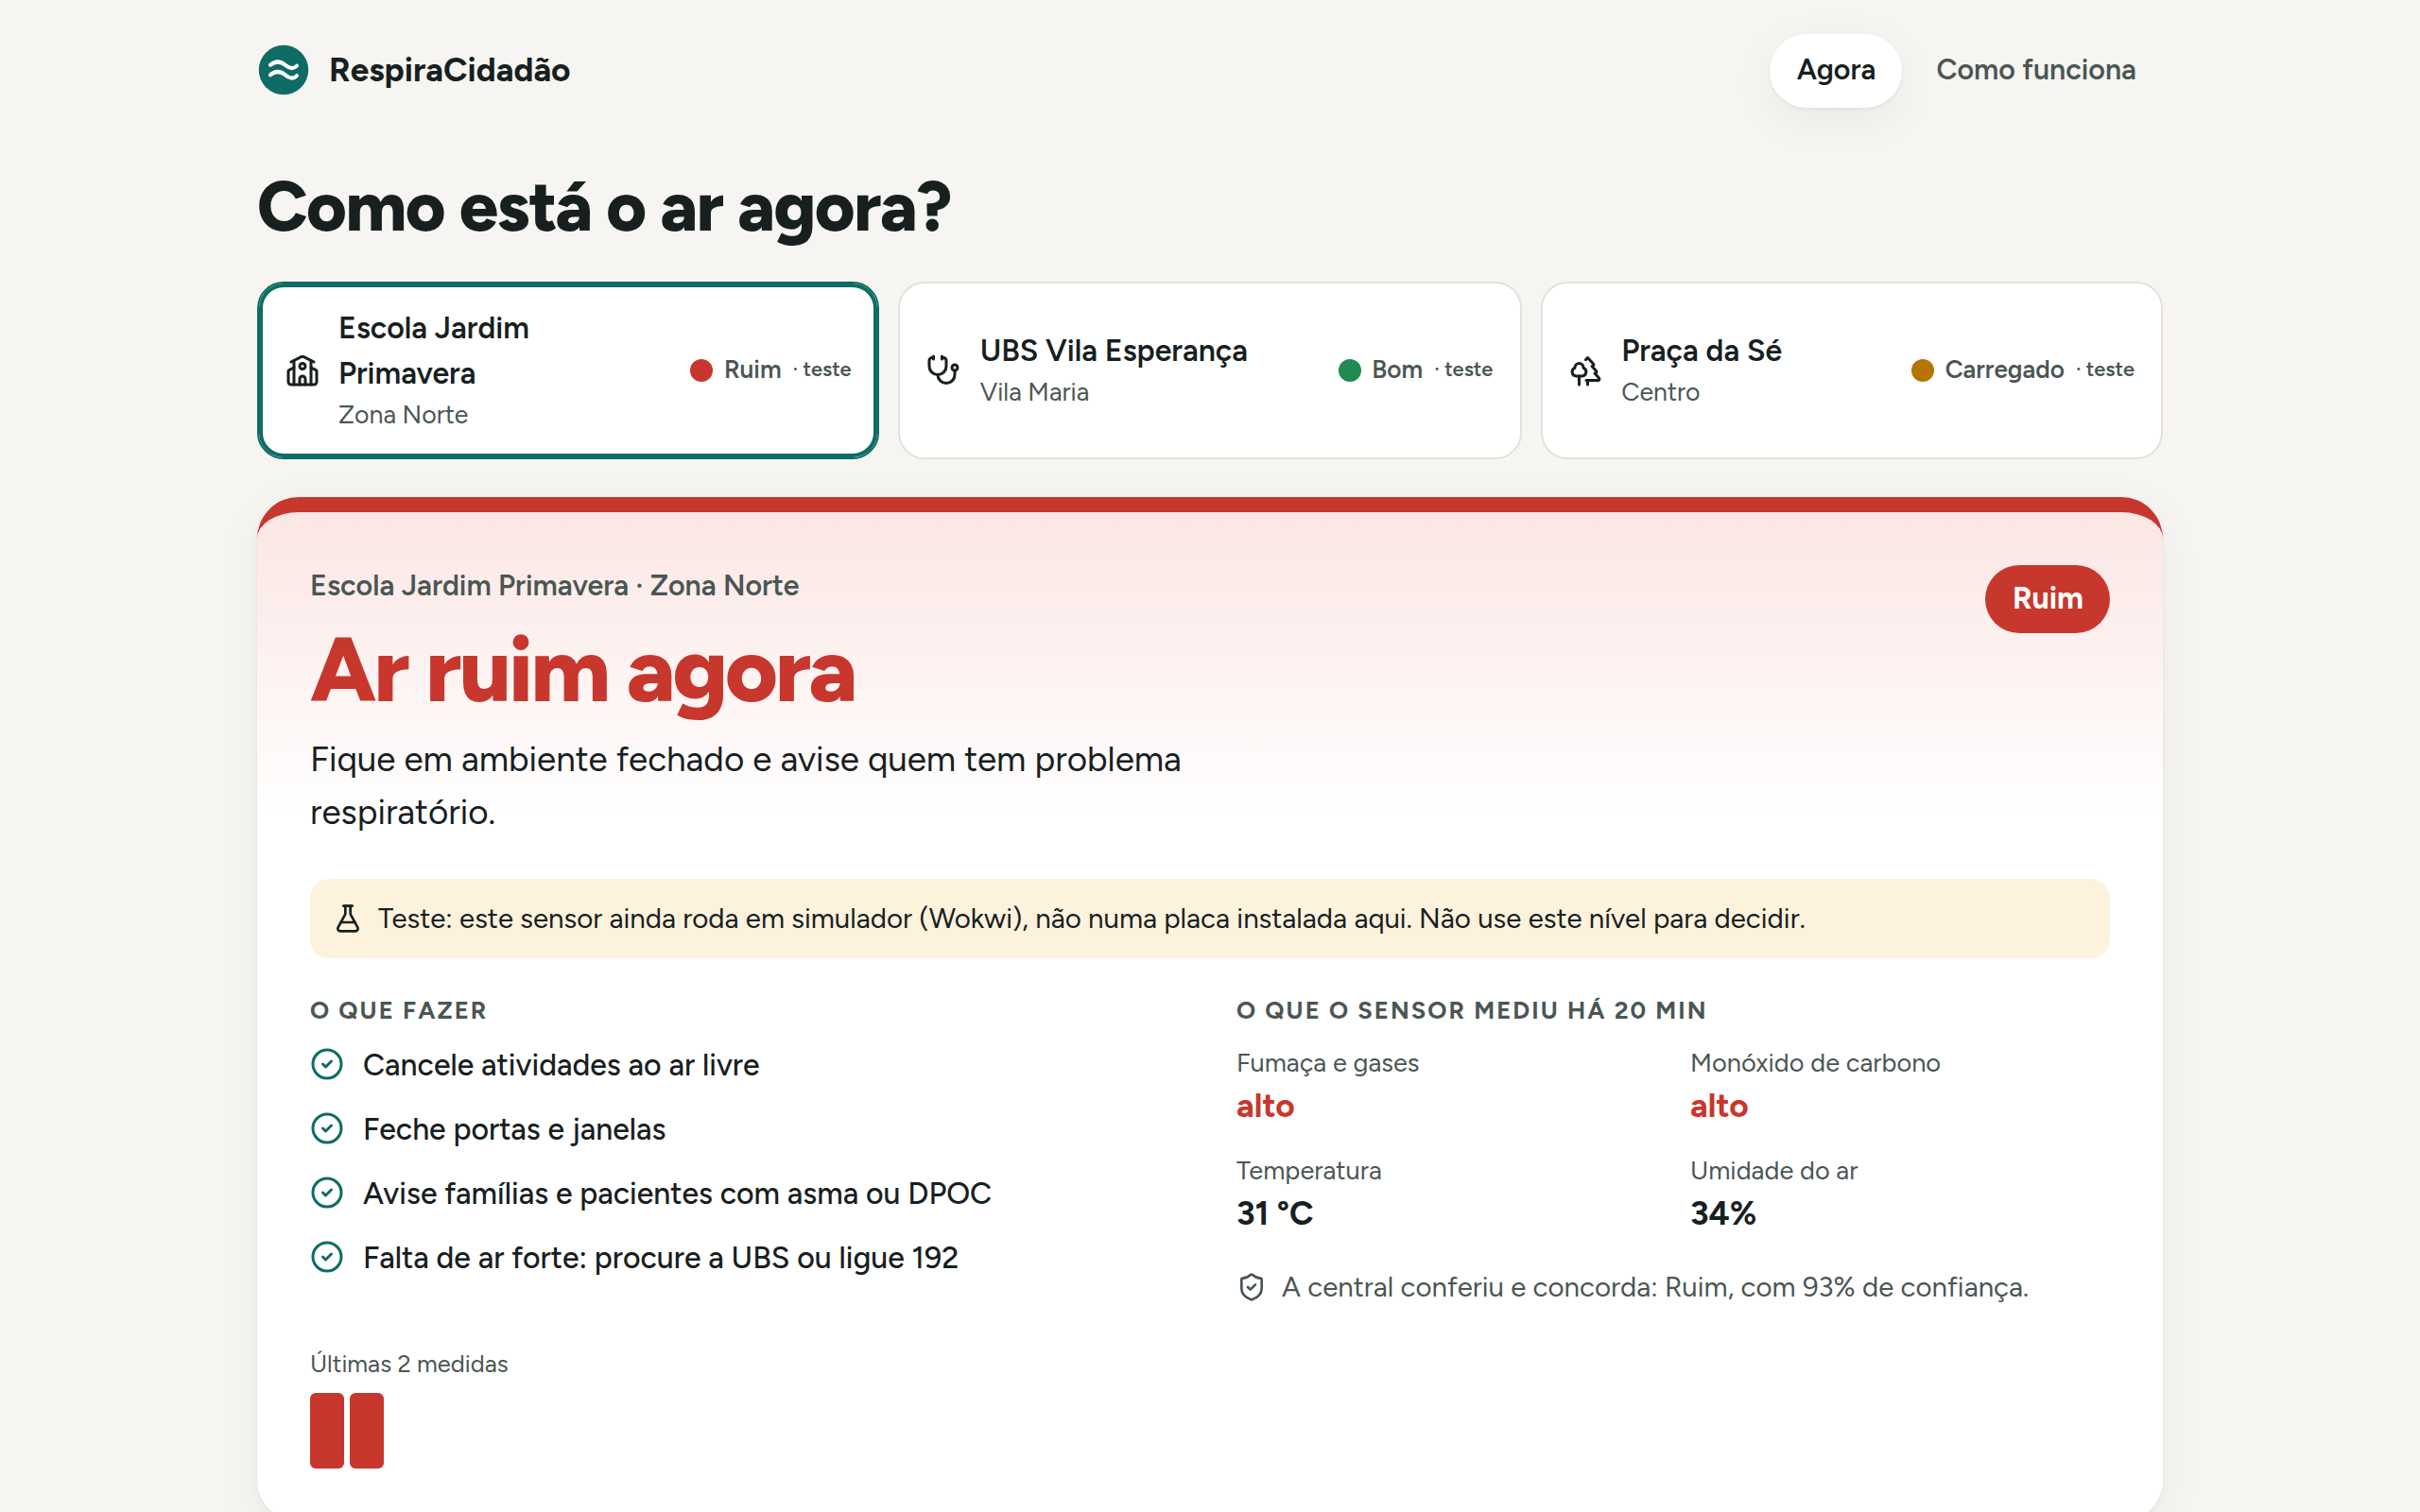 RespiraCidadão
Agora
Como funciona
Como está o ar agora?
Escola Jardim
Primavera
Zona Norte
Ruim · teste
UBS Vila Esperança
Vila Maria
Bom · teste
Praça da Sé
Centro
Carregado · teste
Escola Jardim Primavera · Zona Norte
Ruim
Ar ruim agora
Fique em ambiente fechado e avise quem tem problema
respiratório.
Teste: este sensor ainda roda em simulador (Wokwi), não numa placa instalada aqui. Não use este nível para decidir.
O QUE FAZER
Cancele atividades ao ar livre
Feche portas e janelas
Avise famílias e pacientes com asma ou DPOC
Falta de ar forte: procure a UBS ou ligue 192
O QUE O SENSOR MEDIU HÁ 20 MIN
Fumaça e gases
alto
Monóxido de carbono
alto
Temperatura
31 °C
Umidade do ar
34%
A central conferiu e concorda: Ruim, com 93% de confiança.
Últimas 2 medidas